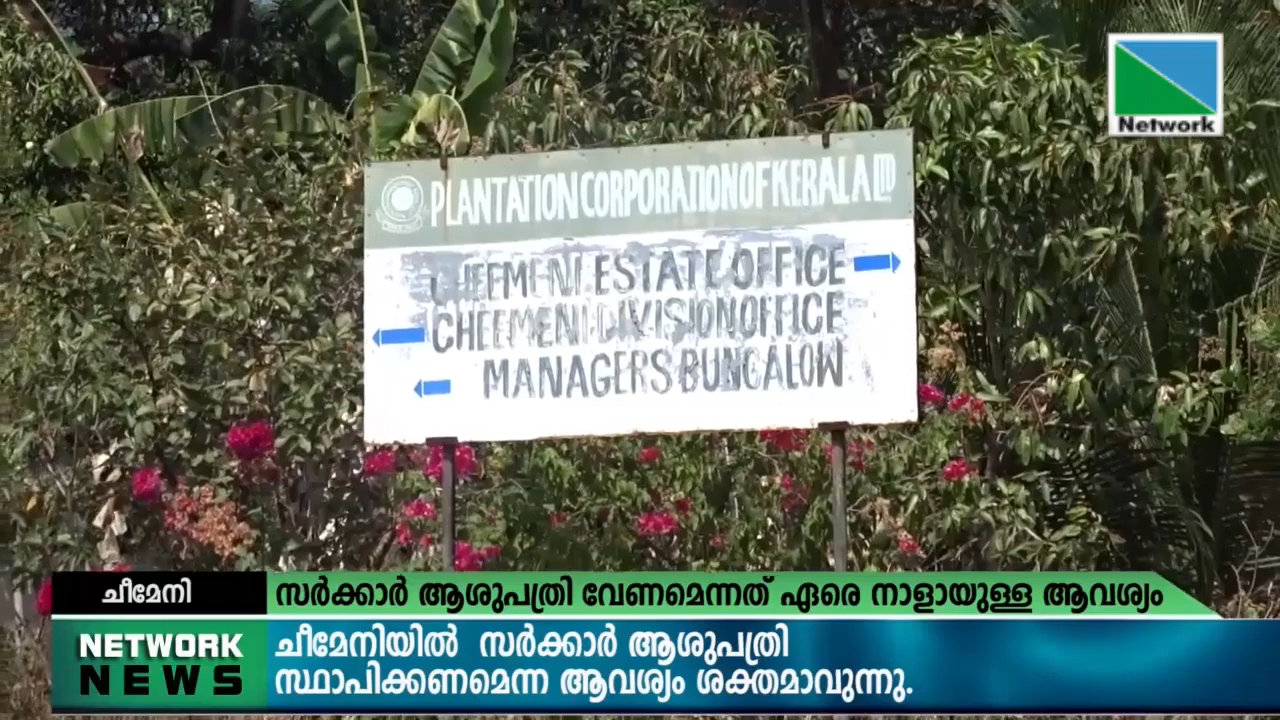 Network
PLANTATION CORPORATION OF KERALA LTD
CHEEMENI ESTATE OFFICE
CHEEMENI DIVISION OFFICE
MANAGERS BUNGALOW
ചീമേനി
സർക്കാർ ആശുപത്രി വേണമെന്നത് ഏരെ നാളായുള്ള ആവശ്യം
NETWORK
NEWS
ചീമേനിയിൽ സർക്കാർ ആശുപത്രി
സ്ഥാപിക്കണമെന്ന ആവശ്യം ശക്തമാവുന്നു.